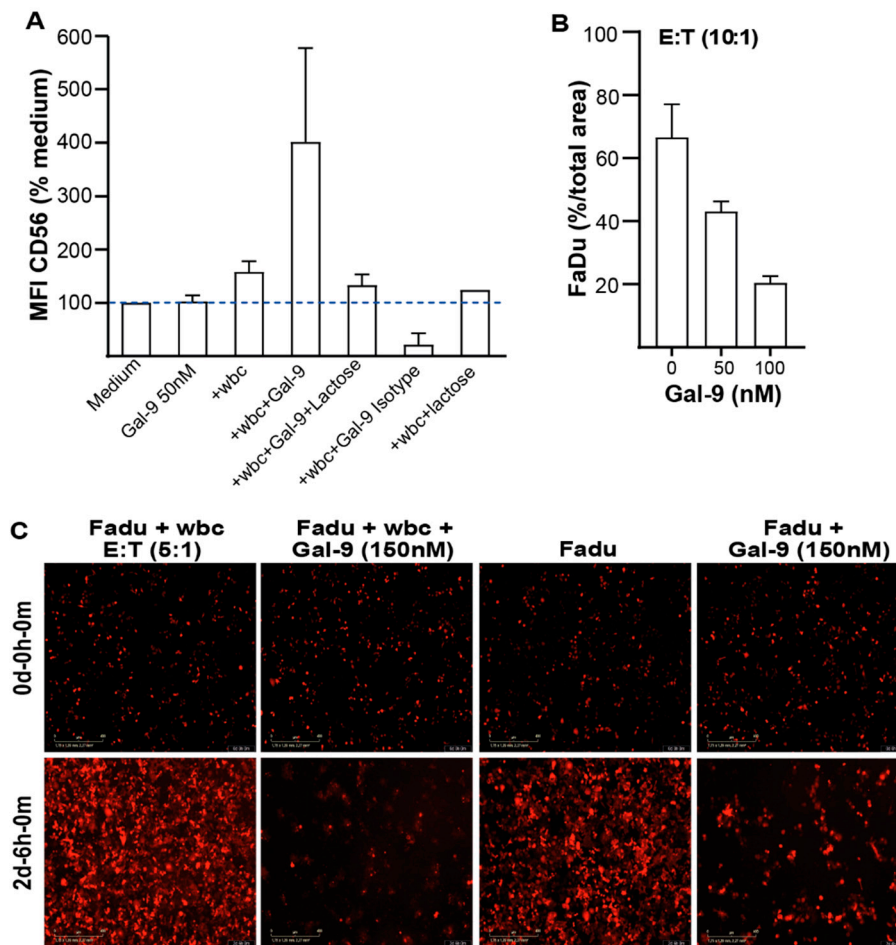 A
600
500
400
300
200
100
MFI CD56 (% medium)
Medium
Gal-9 50nM
+wbc
+wbc+Gal-9
+wbc+Gal-9+Lactose
+wbc+Gal-9 Isotype
+wbc+lactose
B
E:T (10:1)
100
80
60
40
20
FaDu (%/total area)
0
50
100
Gal-9 (nM)
C
Fadu + wbc
E:T (5:1)
Fadu + wbc +
Gal-9 (150nM)
Fadu
Fadu +
Gal-9 (150nM)
0d-0h-0m
2d-6h-0m